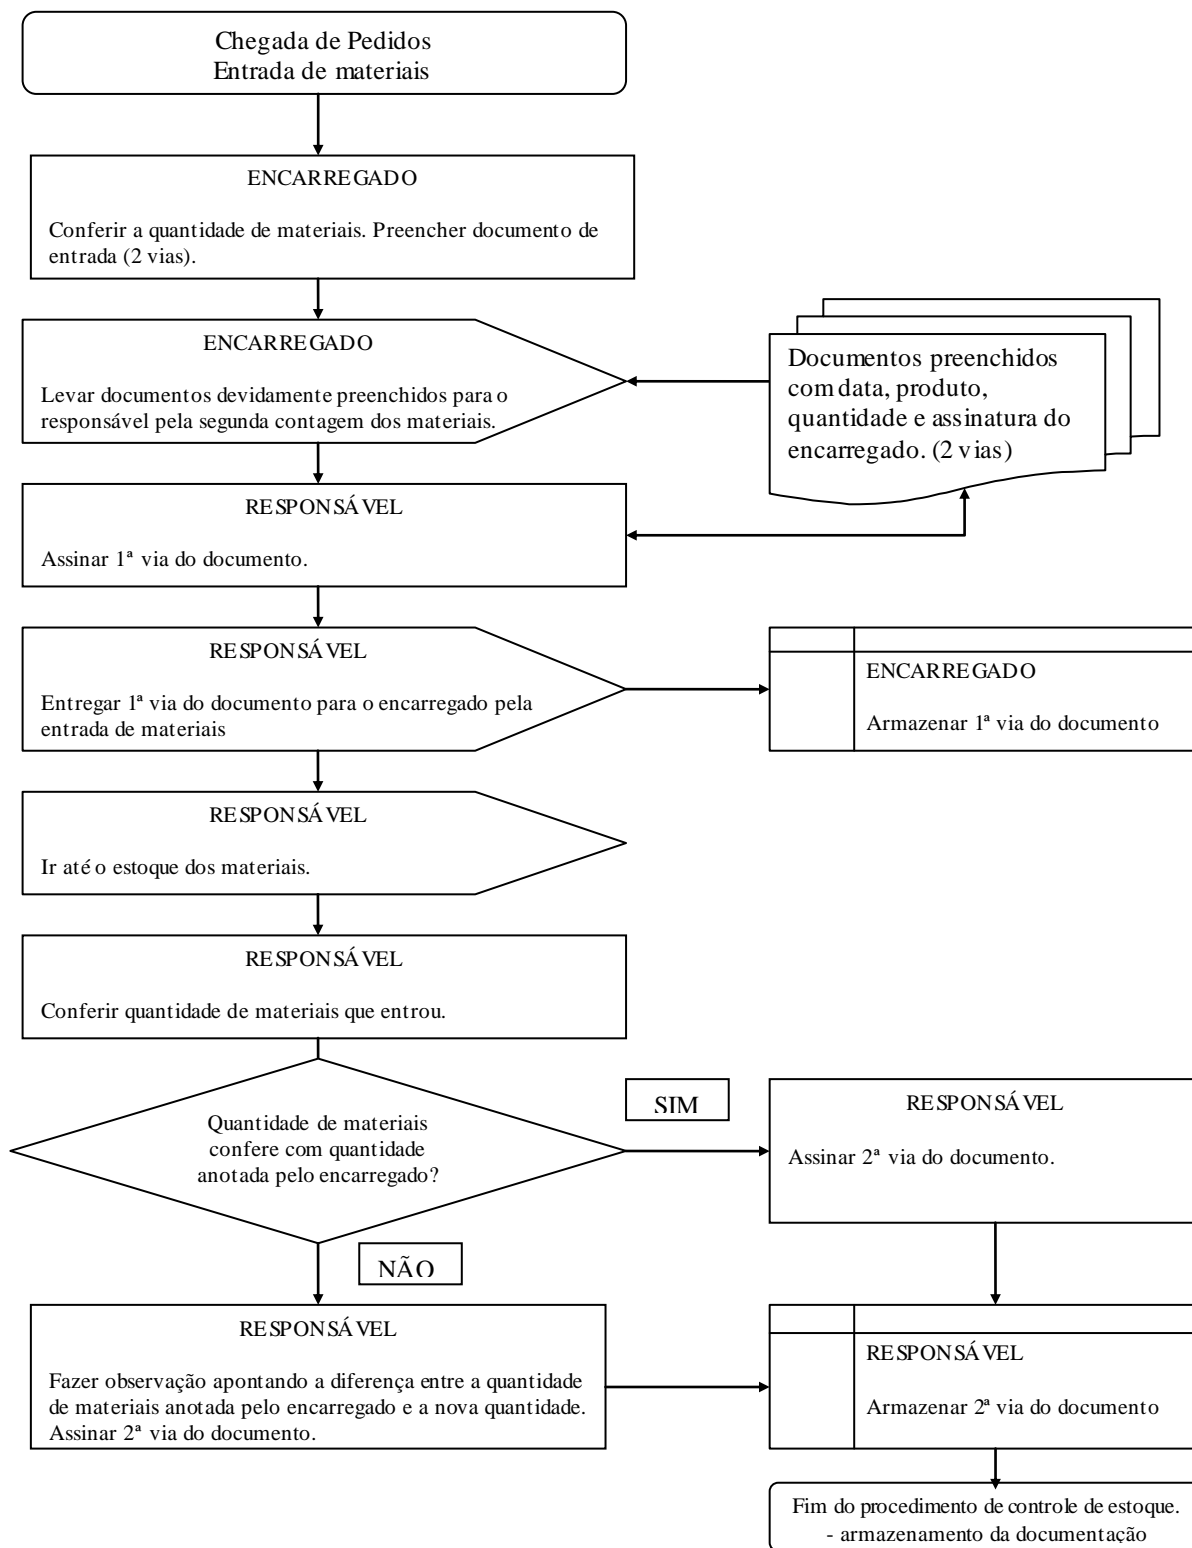 Chegada de Pedidos
Entrada de materiais
ENCARREGADO
Conferir a quantidade de materiais. Preencher documento de
entrada (2 vias).
ENCARREGADO
Levar documentos devidamente preenchidos para o
responsável pela segunda contagem dos materiais.
Documentos preenchidos
com data, produto,
quantidade e assinatura do
encarregado. (2 vias)
RESPONSÁVEL
Assinar 1ª via do documento.
RESPONSÁVEL
Entregar 1ª via do documento para o encarregado pela
entrada de materiais
ENCARREGADO
Armazenar 1ª via do documento
RESPONSÁVEL
Ir até o estoque dos materiais.
RESPONSÁVEL
Conferir quantidade de materiais que entrou.
Quantidade de materiais
confere com quantidade
anotada pelo encarregado?
SIM
RESPONSÁVEL
Assinar 2ª via do documento.
NÃO
RESPONSÁVEL
Fazer observação apontando a diferença entre a quantidade
de materiais anotada pelo encarregado e a nova quantidade.
Assinar 2ª via do documento.
RESPONSÁVEL
Armazenar 2ª via do documento
Fim do procedimento de controle de estoque.
- armazenamento da documentação